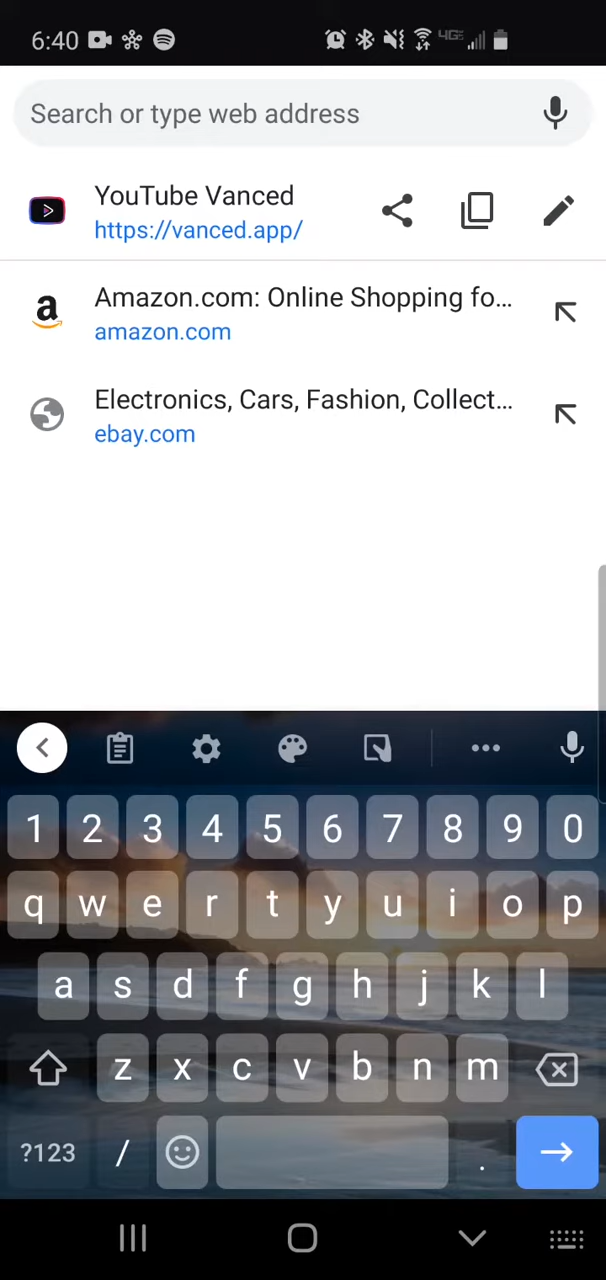 6:40 4GE
Search or type web address
YouTube Vanced
https://vanced.app/
a Amazon.com: Online Shopping fo...
amazon.com
Electronics, Cars, Fashion, Collect...
ebay.com
1 2 3 4 5 6 7 8 9 0
q w e r t y u i o p
a s d f g h j k l
z x c v b n m
?123 / .